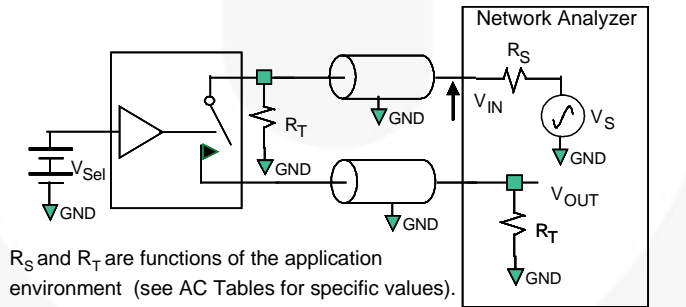 Network Analyzer
RS
VIN
VS
GND
GND
RT
GND
VSel
GND
GND
VOUT
RT
GND
RS and RT are functions of the application
environment (see AC Tables for specific values).